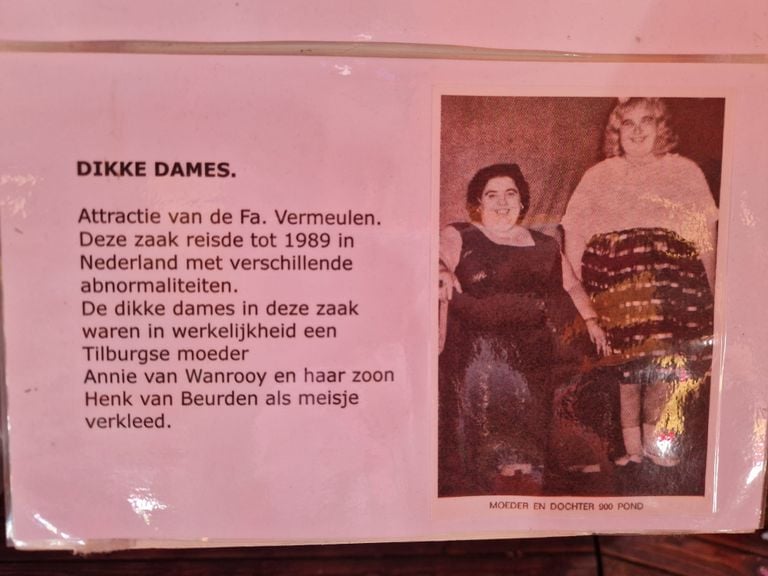 DIKKE DAMES.
Attractie van de Fa. Vermeulen.
Deze zaak reisde tot 1989 in
Nederland met verschillende
abnormaliteiten.
De dikke dames in deze zaak
waren in werkelijkheid een
Tilburgse moeder
Annie van Wanrooy en haar zoon
Henk van Beurden als meisje
verkleed.
MOEDER EN DOCHTER 900 POND